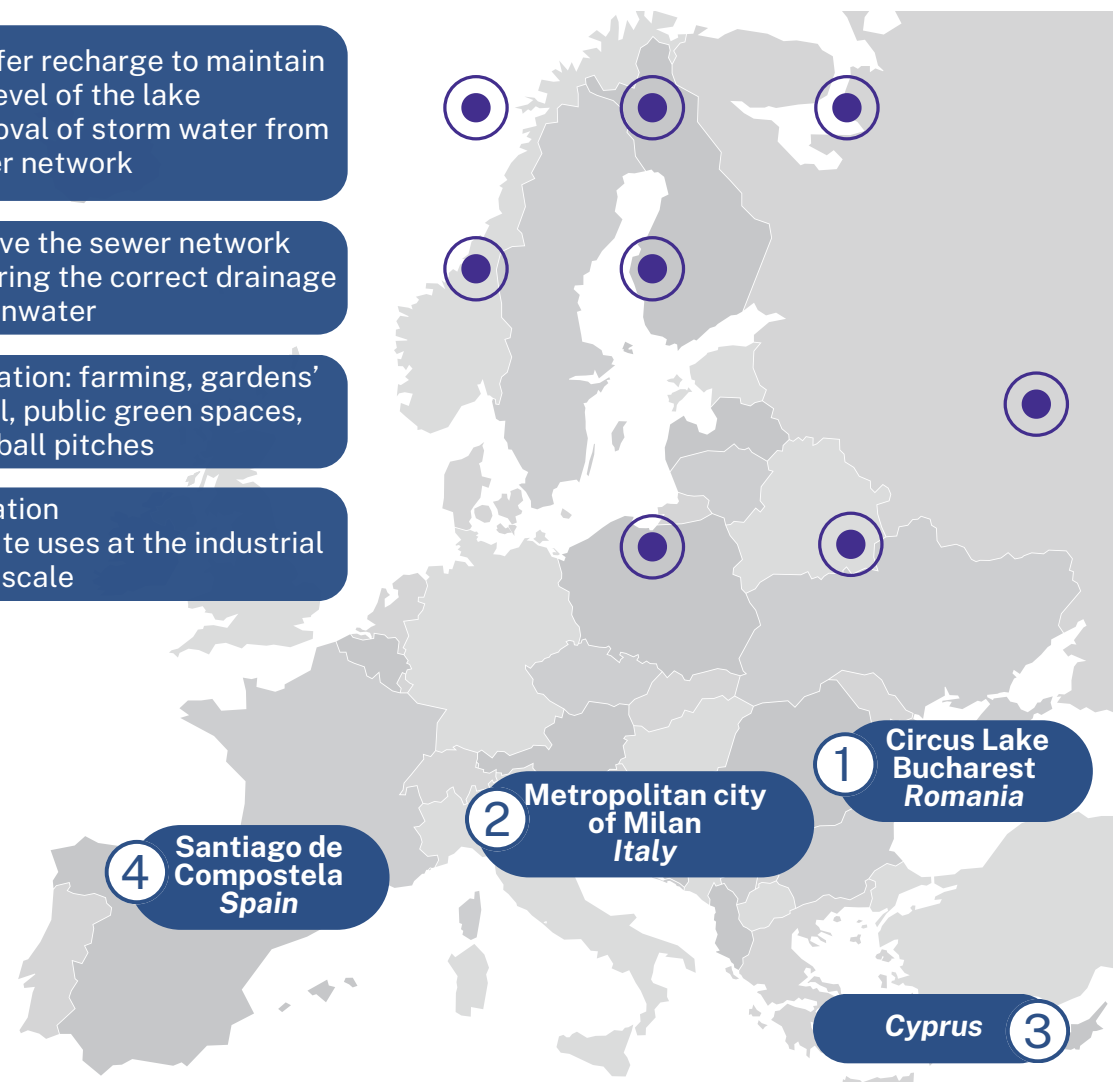 fer recharge to maintain
evel of the lake
oval of storm water from
er network
ve the sewer network
ring the correct drainage
nwater
ation: farming, gardens'
l, public green spaces,
ball pitches
ation
te uses at the industrial
scale
1
Circus Lake
Bucharest
Romania
2
Metropolitan city
of Milan
Italy
4
Santiago de
Compostela
Spain
Cyprus
3